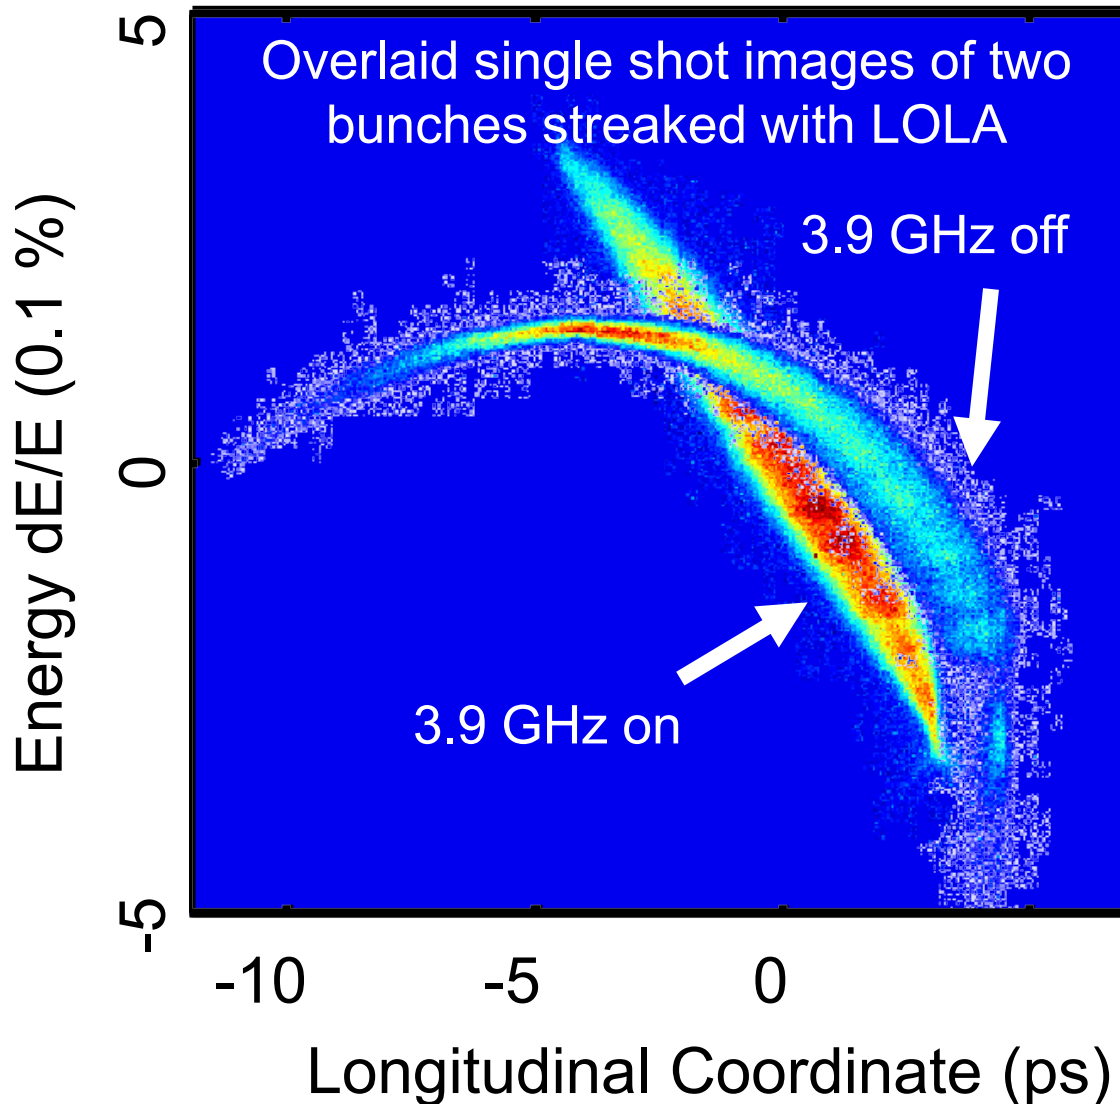 Overlaid single shot images of two
bunches streaked with LOLA
3.9 GHz off
3.9 GHz on
Energy dE/E (0.1 %)
5
0
-5
-10
-5
0
Longitudinal Coordinate (ps)